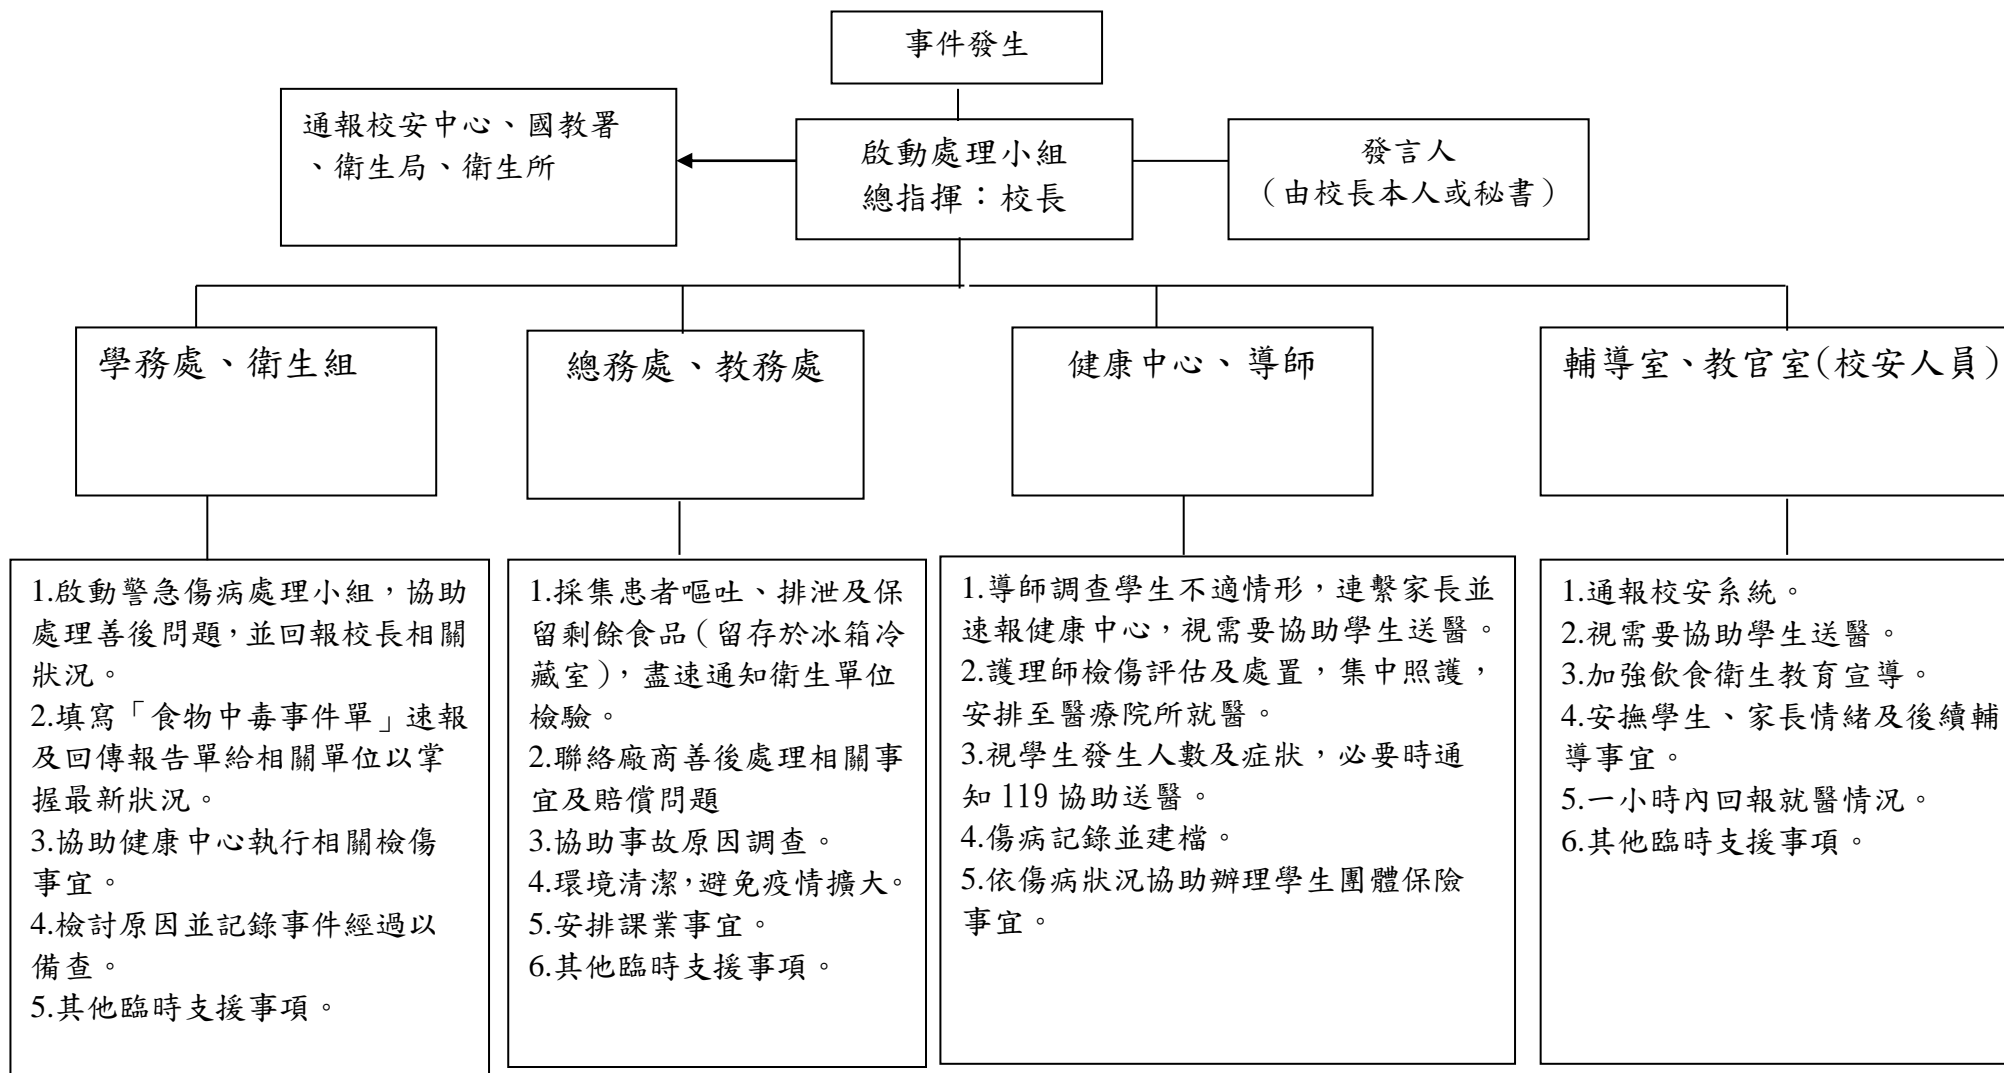 事件發生
通報校安中心、國教署
、衛生局、衛生所
啟動處理小組
總指揮：校長
發言人
（由校長本人或秘書）
學務處、衛生組
總務處、教務處
健康中心、導師
輔導室、教官室(校安人員)
1.啟動警急傷病處理小組，協助
處理善後問題，並回報校長相關
狀況。
2.填寫「食物中毒事件單」速報
及回傳報告單給相關單位以掌
握最新狀況。
3.協助健康中心執行相關檢傷
事宜。
4.檢討原因並記錄事件經過以
備查。
5.其他臨時支援事項。
1.採集患者嘔吐、排泄及保
留剩餘食品（留存於冰箱冷
藏室），盡速通知衛生單位
檢驗。
2.聯絡廠商善後處理相關事
宜及賠償問題
3.協助事故原因調查。
4.環境清潔，避免疫情擴大。
5.安排課業事宜。
6.其他臨時支援事項。
1.導師調查學生不適情形，連繫家長並
速報健康中心，視需要協助學生送醫。
2.護理師檢傷評估及處置，集中照護，
安排至醫療院所就醫。
3.視學生發生人數及症狀，必要時通
知 119 協助送醫。
4.傷病記錄並建檔。
5.依傷病狀況協助辦理學生團體保險
事宜。
1.通報校安系統。
2.視需要協助學生送醫。
3.加強飲食衛生教育宣導。
4.安撫學生、家長情緒及後續輔
導事宜。
5.一小時內回報就醫情況。
6.其他臨時支援事項。